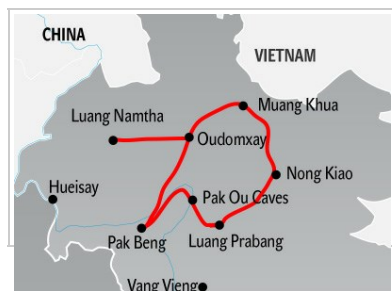 CHINA
VIETNAM
Muang Khua
Luang Namtha
Oudomxay
Nong Kiao
Hueisay
Pak Ou Caves
Pak Beng
Luang Prabang
Vang Vieng